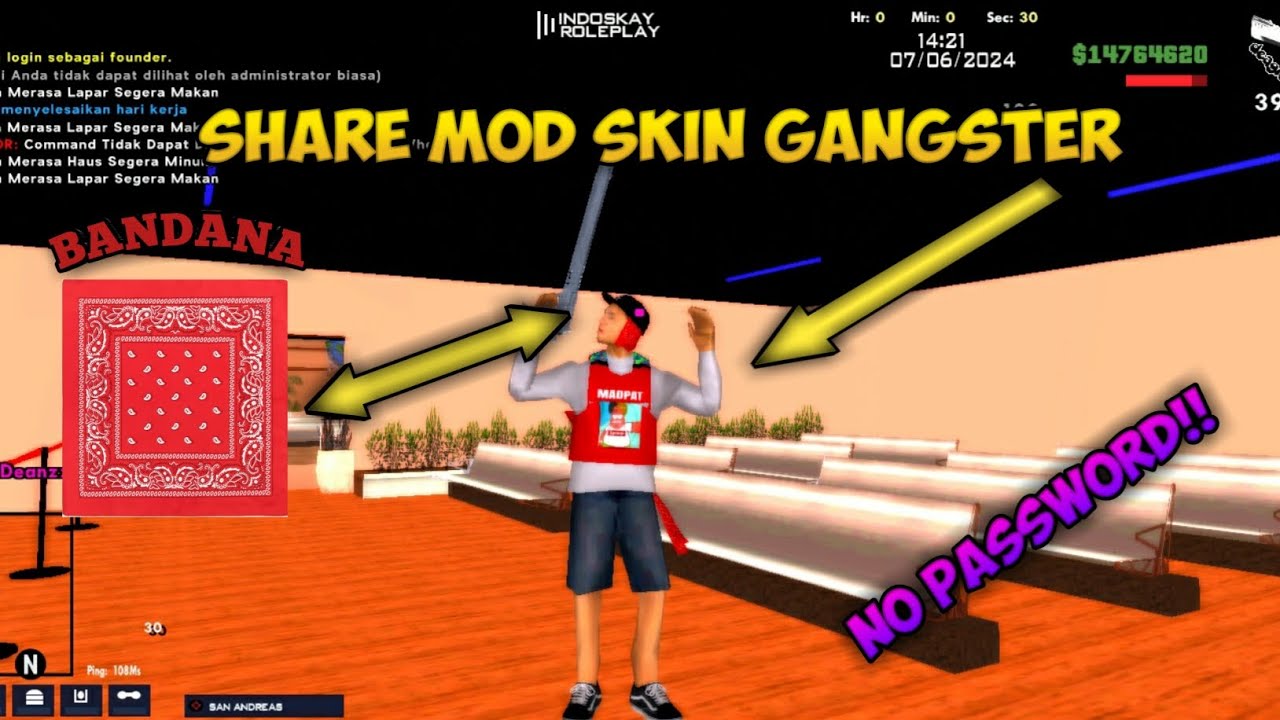 INDOSKAY
ROLEPLAY
Hr: 0 Min: 0 Sec: 30
14:21
07/06/2024
$14764620
39
login sebagai founder.
i Anda tidak dapat dilihat oleh administrator biasa)
Merasa Lapar Segera Makan
menyelesaikan hari kerja
Merasa Lapar Segera Mak
OR: Command Tidak Dapat
Merasa Haus Segera Minu
Merasa Lapar Segera Makan
SHARE MOD SKIN GANGSTER
BANDANA
MADPAT
Deanz
NO PASSWORD!!
30
N
Ping: 108Ms
SAN ANDREAS